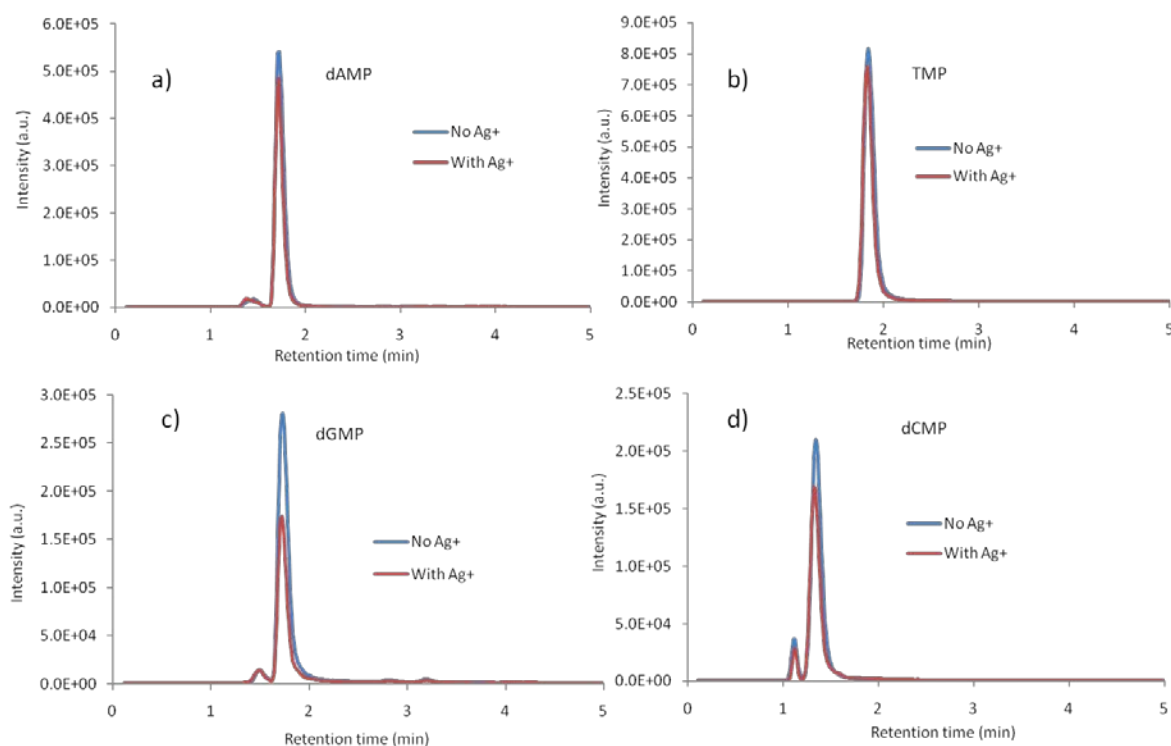 a)
dAMP
Intensity (a.u.)
6.0E+05
5.0E+05
4.0E+05
3.0E+05
2.0E+05
1.0E+05
0.0E+00
No Ag+
With Ag+
0 1 2 3 4 5
Retention time (min)
b)
TMP
Intensity (a.u.)
9.0E+05
8.0E+05
7.0E+05
6.0E+05
5.0E+05
4.0E+05
3.0E+05
2.0E+05
1.0E+05
0.0E+00
No Ag+
With Ag+
0 1 2 3 4 5
Retention time (min)
c)
dGMP
Intensity (a.u.)
3.0E+05
2.5E+05
2.0E+05
1.5E+05
1.0E+05
5.0E+04
0.0E+00
No Ag+
With Ag+
0 1 2 3 4 5
Retention time (min)
d)
dCMP
Intensity (a.u.)
2.5E+05
2.0E+05
1.5E+05
1.0E+05
5.0E+04
0.0E+00
No Ag+
With Ag+
0 1 2 3 4 5
Retention time (min)